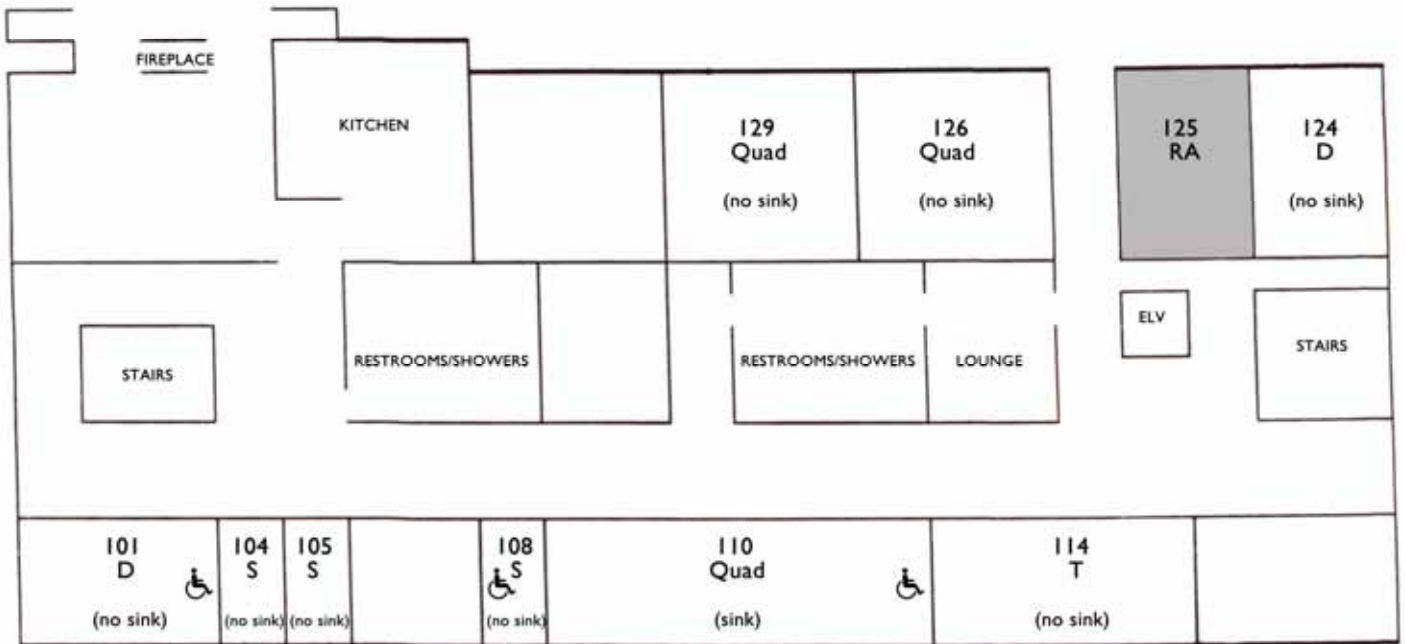 FIREPLACE
KITCHEN
129
Quad
(no sink)
126
Quad
(no sink)
125
RA
124
D
(no sink)
STAIRS
RESTROOMS/SHOWERS
RESTROOMS/SHOWERS
LOUNGE
ELV
STAIRS
101
D
(no sink)
104
S
(no sink)
105
S
(no sink)
108
S
(no sink)
110
Quad
(sink)
114
T
(no sink)